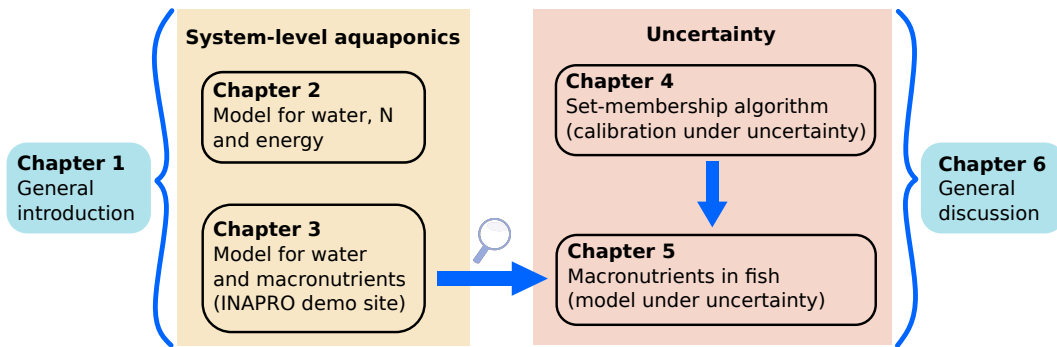 Chapter 1
General
introduction
System-level aquaponics
Chapter 2
Model for water, N
and energy
Chapter 3
Model for water
and macronutrients
(INAPRO demo site)
Uncertainty
Chapter 4
Set-membership algorithm
(calibration under uncertainty)
Chapter 5
Macronutrients in fish
(model under uncertainty)
Chapter 6
General
discussion